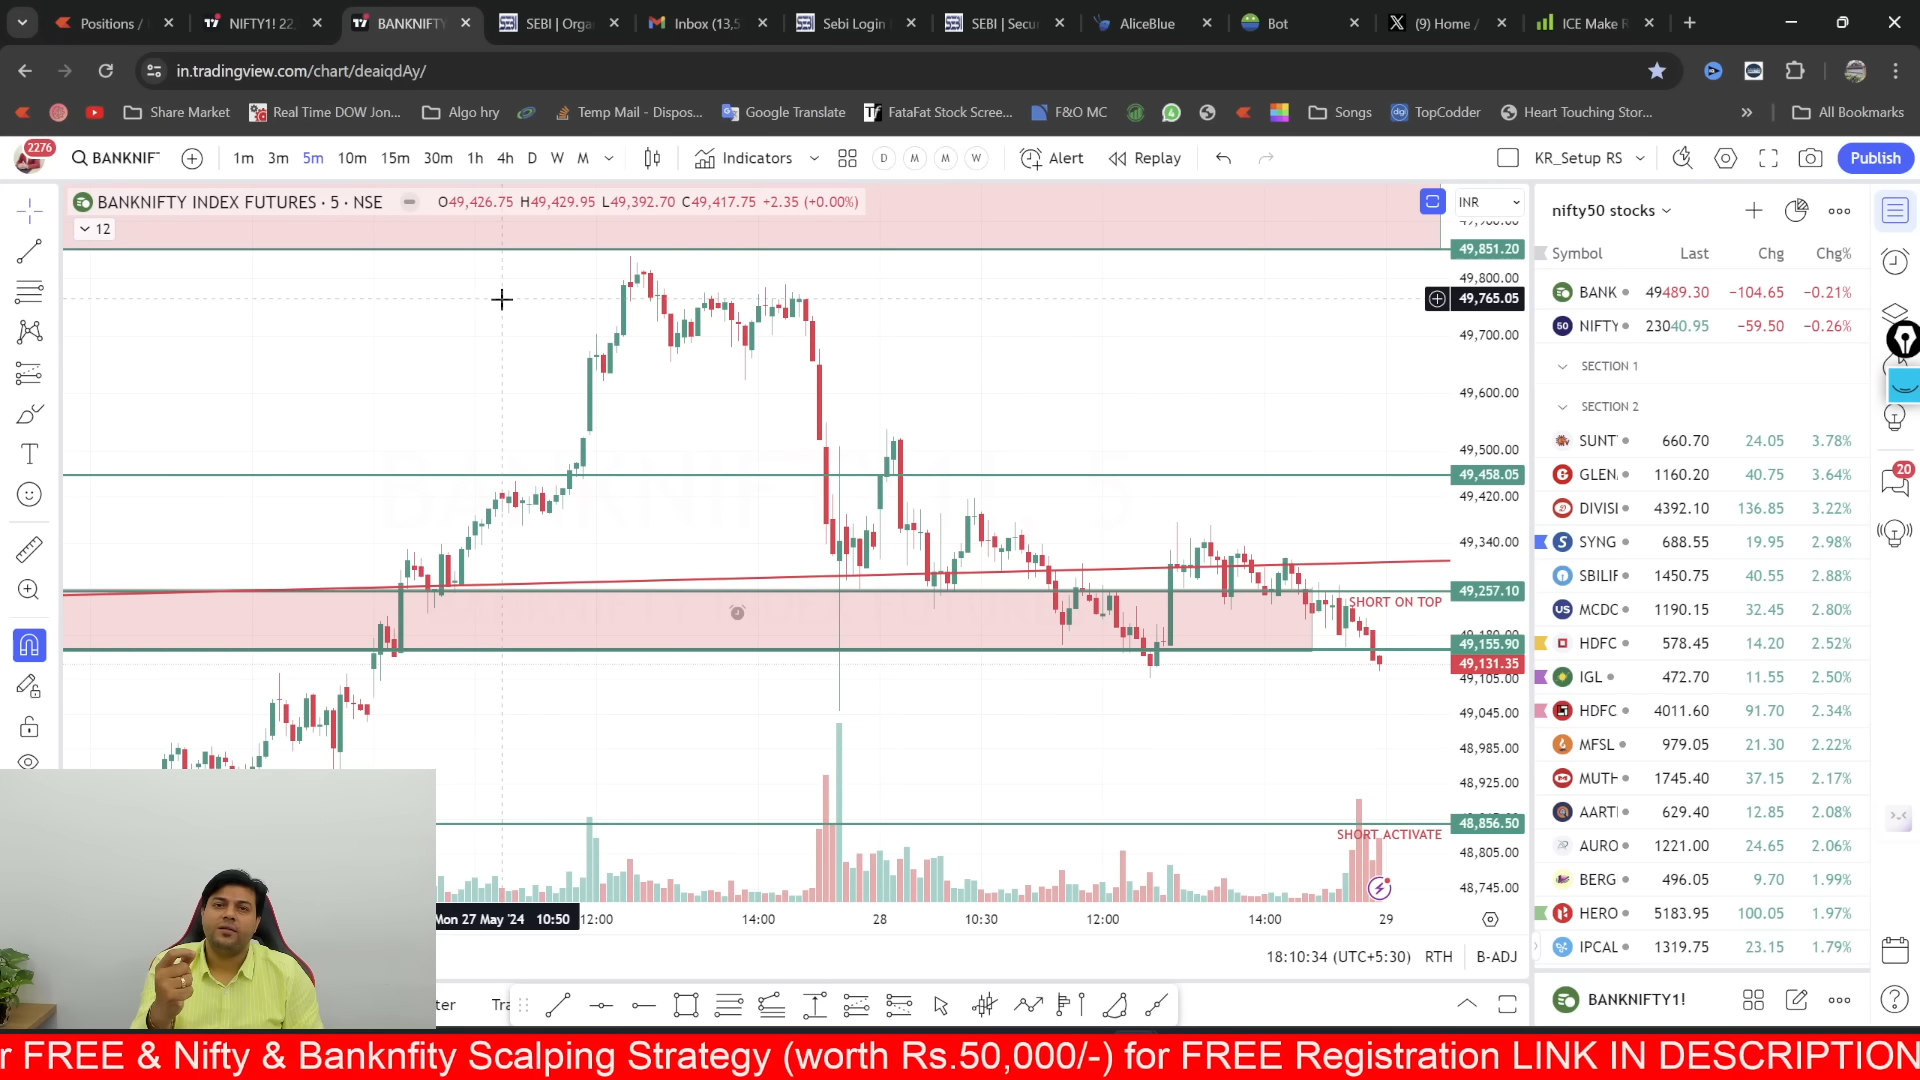 Positions /
NIFTY1! 22,
BANKNIFTY
SEBI | Orga
Inbox (13,5
Sebi Login
SEBI | Secu
AliceBlue
Bot
(9) Home /
ICE Make R
in.tradingview.com/chart/deaiqdAy/
Share Market
Real Time DOW Jon...
Algo hry
Temp Mail - Dispos...
Google Translate
FataFat Stock Scree...
F&O MC
Songs
TopCodder
Heart Touching Stor...
All Bookmarks
2276
BANKNIF
1m 3m 5m 10m 15m 30m 1h 4h D W M
Indicators
D M M W
Alert
Replay
KR_Setup RS
Publish
BANKNIFTY INDEX FUTURES · 5 · NSE
O49,426.75 H49,429.95 L49,392.70 C49,417.75 +2.35 (+0.00%)
12
INR
49,851.20
49,800.00
49,765.05
49,700.00
49,600.00
49,500.00
49,458.05
49,420.00
49,340.00
49,257.10
SHORT ON TOP
49,155.90
49,131.35
49,105.00
49,045.00
48,985.00
48,925.00
48,856.50
SHORT ACTIVATE
48,805.00
48,745.00
Mon 27 May '24 10:50
12:00
14:00
28
10:30
12:00
14:00
29
18:10:34 (UTC+5:30)
RTH
B-ADJ
nifty50 stocks
Symbol Last Chg Chg%
BANK 49489.30 −104.65 −0.21%
NIFTY 23040.95 −59.50 −0.26%
SECTION 1
SECTION 2
SUNT 660.70 24.05 3.78%
GLEN 1160.20 40.75 3.64%
DIVISI 4392.10 136.85 3.22%
SYNG 688.55 19.95 2.98%
SBILIF 1450.75 40.55 2.88%
MCDC 1190.15 32.45 2.80%
HDFC 578.45 14.20 2.52%
IGL 472.70 11.55 2.50%
HDFC 4011.60 91.70 2.34%
MFSL 979.05 21.30 2.22%
MUTH 1745.40 37.15 2.17%
AARTI 629.40 12.85 2.08%
AURO 1221.00 24.65 2.06%
BERG 496.05 9.70 1.99%
HERO 5183.95 100.05 1.97%
IPCAL 1319.75 23.15 1.79%
20
BANKNIFTY1!
ter
Tra
r FREE & Nifty & Banknfity Scalping Strategy (worth Rs.50,000/-) for FREE Registration LINK IN DESCRIPTION